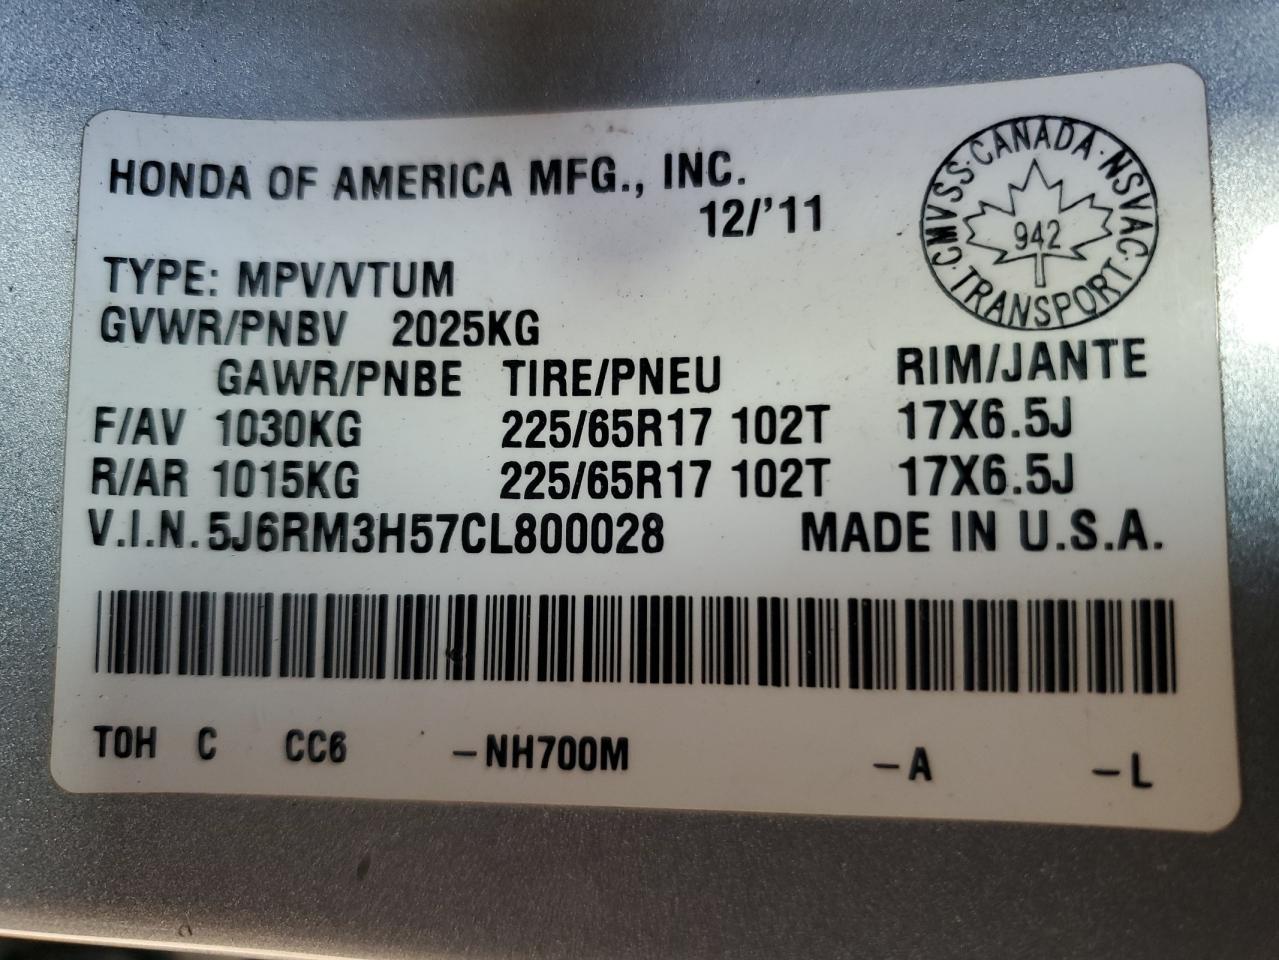 HONDA OF AMERICA MFG., INC.
12/'11
CMVSS·CANADA·NSVAC·TRANSPORT·
942
TYPE: MPV/VTUM
GVWR/PNBV 2025KG
GAWR/PNBE TIRE/PNEU RIM/JANTE
F/AV 1030KG 225/65R17 102T 17X6.5J
R/AR 1015KG 225/65R17 102T 17X6.5J
V.I.N. 5J6RM3H57CL800028 MADE IN U.S.A.
TOH C CC6 –NH700M –A –L